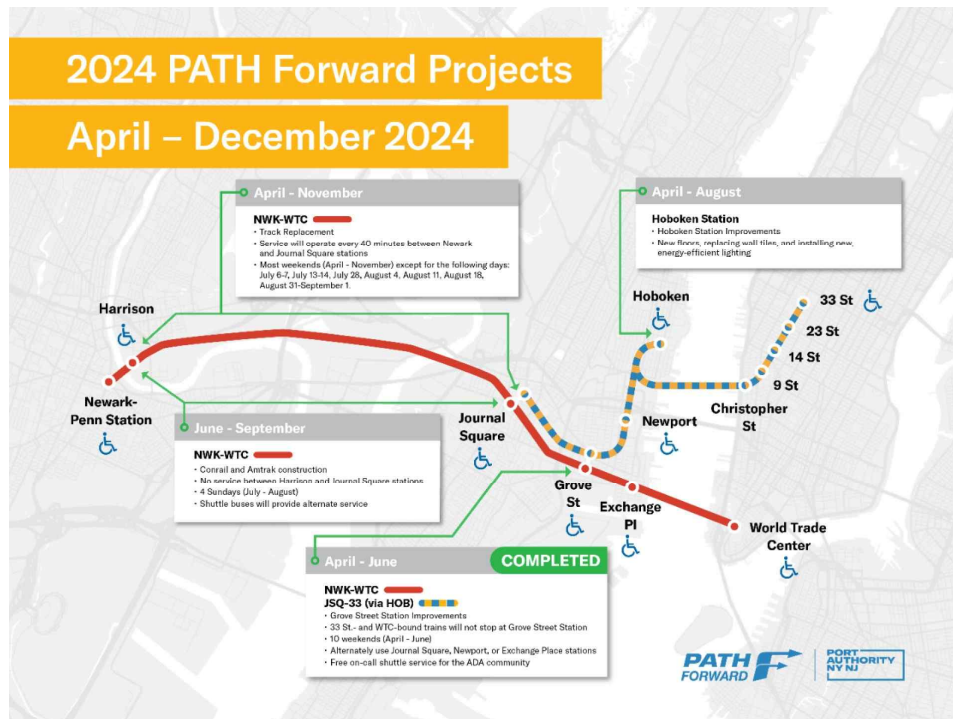 2024 PATH Forward Projects
April – December 2024
April - November
NWK-WTC
• Track Replacement
• Service will operate every 40 minutes between Newark
and Journal Square stations
• Most weekends (April - November) except for the following days:
July 6-7, July 13-14, July 28, August 4, August 11, August 18,
August 31-September 1.
April - August
Hoboken Station
• Hoboken Station Improvements
• New floors, replacing wall tiles, and installing new,
energy-efficient lighting
Harrison
Hoboken
33 St
23 St
14 St
9 St
Newark-
Penn Station
Journal
Square
Newport
Christopher
St
June - September
NWK-WTC
• Conrail and Amtrak construction
• No service between Harrison and Journal Square stations
• 4 Sundays (July - August)
• Shuttle buses will provide alternate service
Grove
St
Exchange
Pl
World Trade
Center
April - June
COMPLETED
NWK-WTC
JSQ-33 (via HOB)
• Grove Street Station Improvements
• 33 St.- and WTC-bound trains will not stop at Grove Street Station
• 10 weekends (April - June)
• Alternately use Journal Square, Newport, or Exchange Place stations
• Free on-call shuttle service for the ADA community
PATH
FORWARD
PORT
AUTHORITY
NY NJ